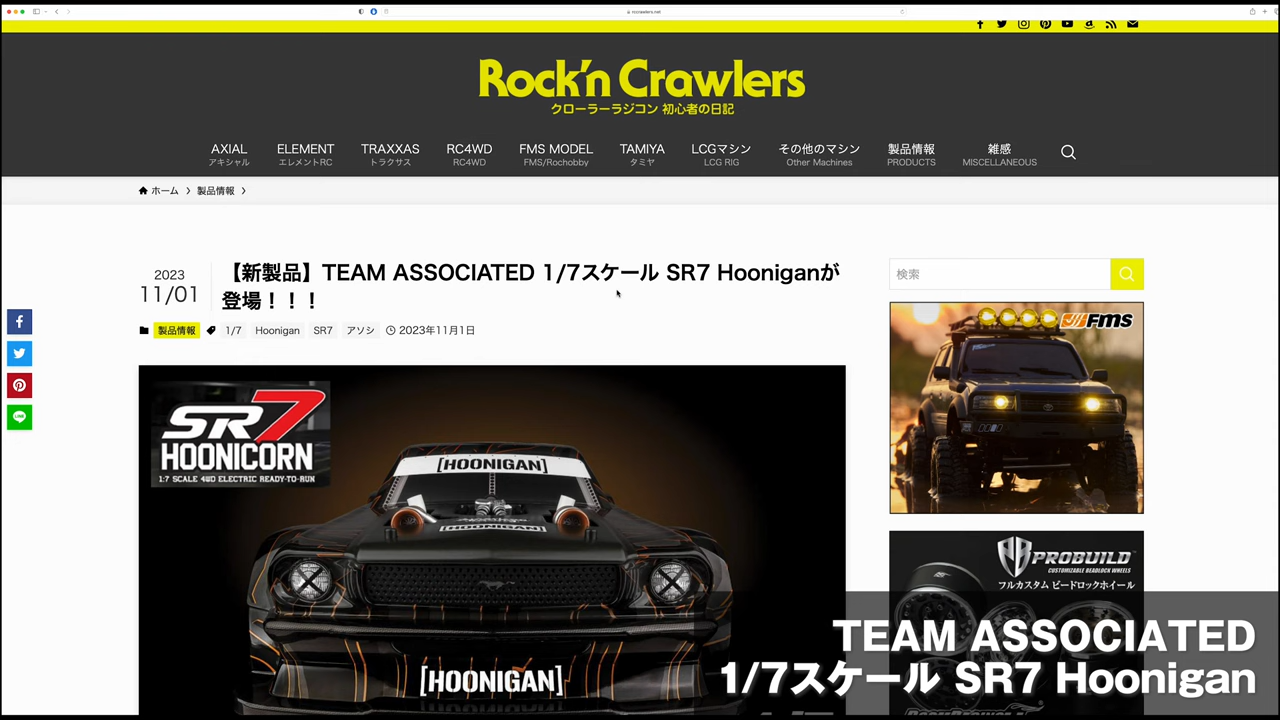 rccrawlers.net
Rock'n Crawlers
クローラーラジコン 初心者の日記
AXIAL
アキシャル
ELEMENT
エレメントRC
TRAXXAS
トラクサス
RC4WD
RC4WD
FMS MODEL
FMS/Rochobby
TAMIYA
タミヤ
LCGマシン
LCG RIG
その他のマシン
Other Machines
製品情報
PRODUCTS
雑感
MISCELLANEOUS
ホーム
製品情報
2023
11/01
【新製品】TEAM ASSOCIATED 1/7スケール SR7 Hooniganが
登場！！！
製品情報 1/7 Hoonigan SR7 アソシ 2023年11月1日
検索
FMS
SR7
HOONICORN
1:7 SCALE 4WD ELECTRIC READY-TO-RUN
[HOONIGAN]
[HOONIGAN]
[HOONIGAN]
LINE
PROBUILD
CUSTOMIZABLE BEADLOCK WHEELS
フルカスタム ビードロックホイール
TEAM ASSOCIATED
1/7スケール SR7 Hoonigan